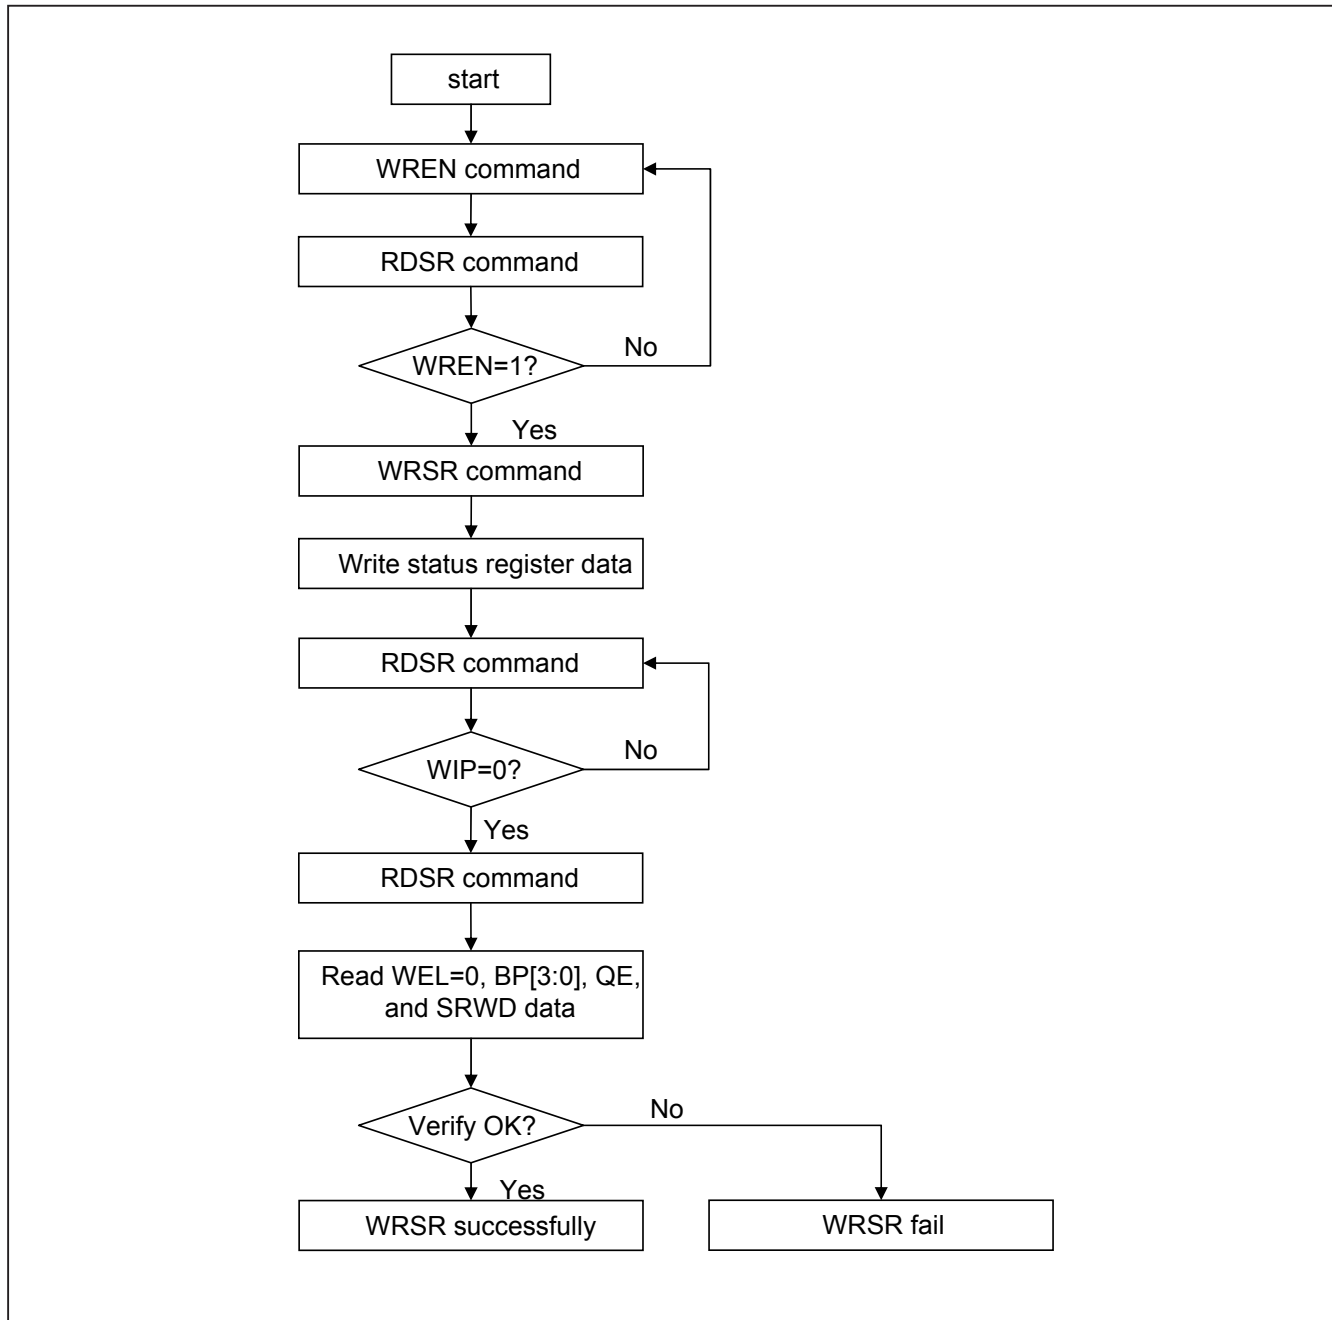 start
WREN command
RDSR command
WREN=1?
No
Yes
WRSR command
Write status register data
RDSR command
WIP=0?
No
Yes
RDSR command
Read WEL=0, BP[3:0], QE,
and SRWD data
Verify OK?
No
Yes
WRSR successfully
WRSR fail